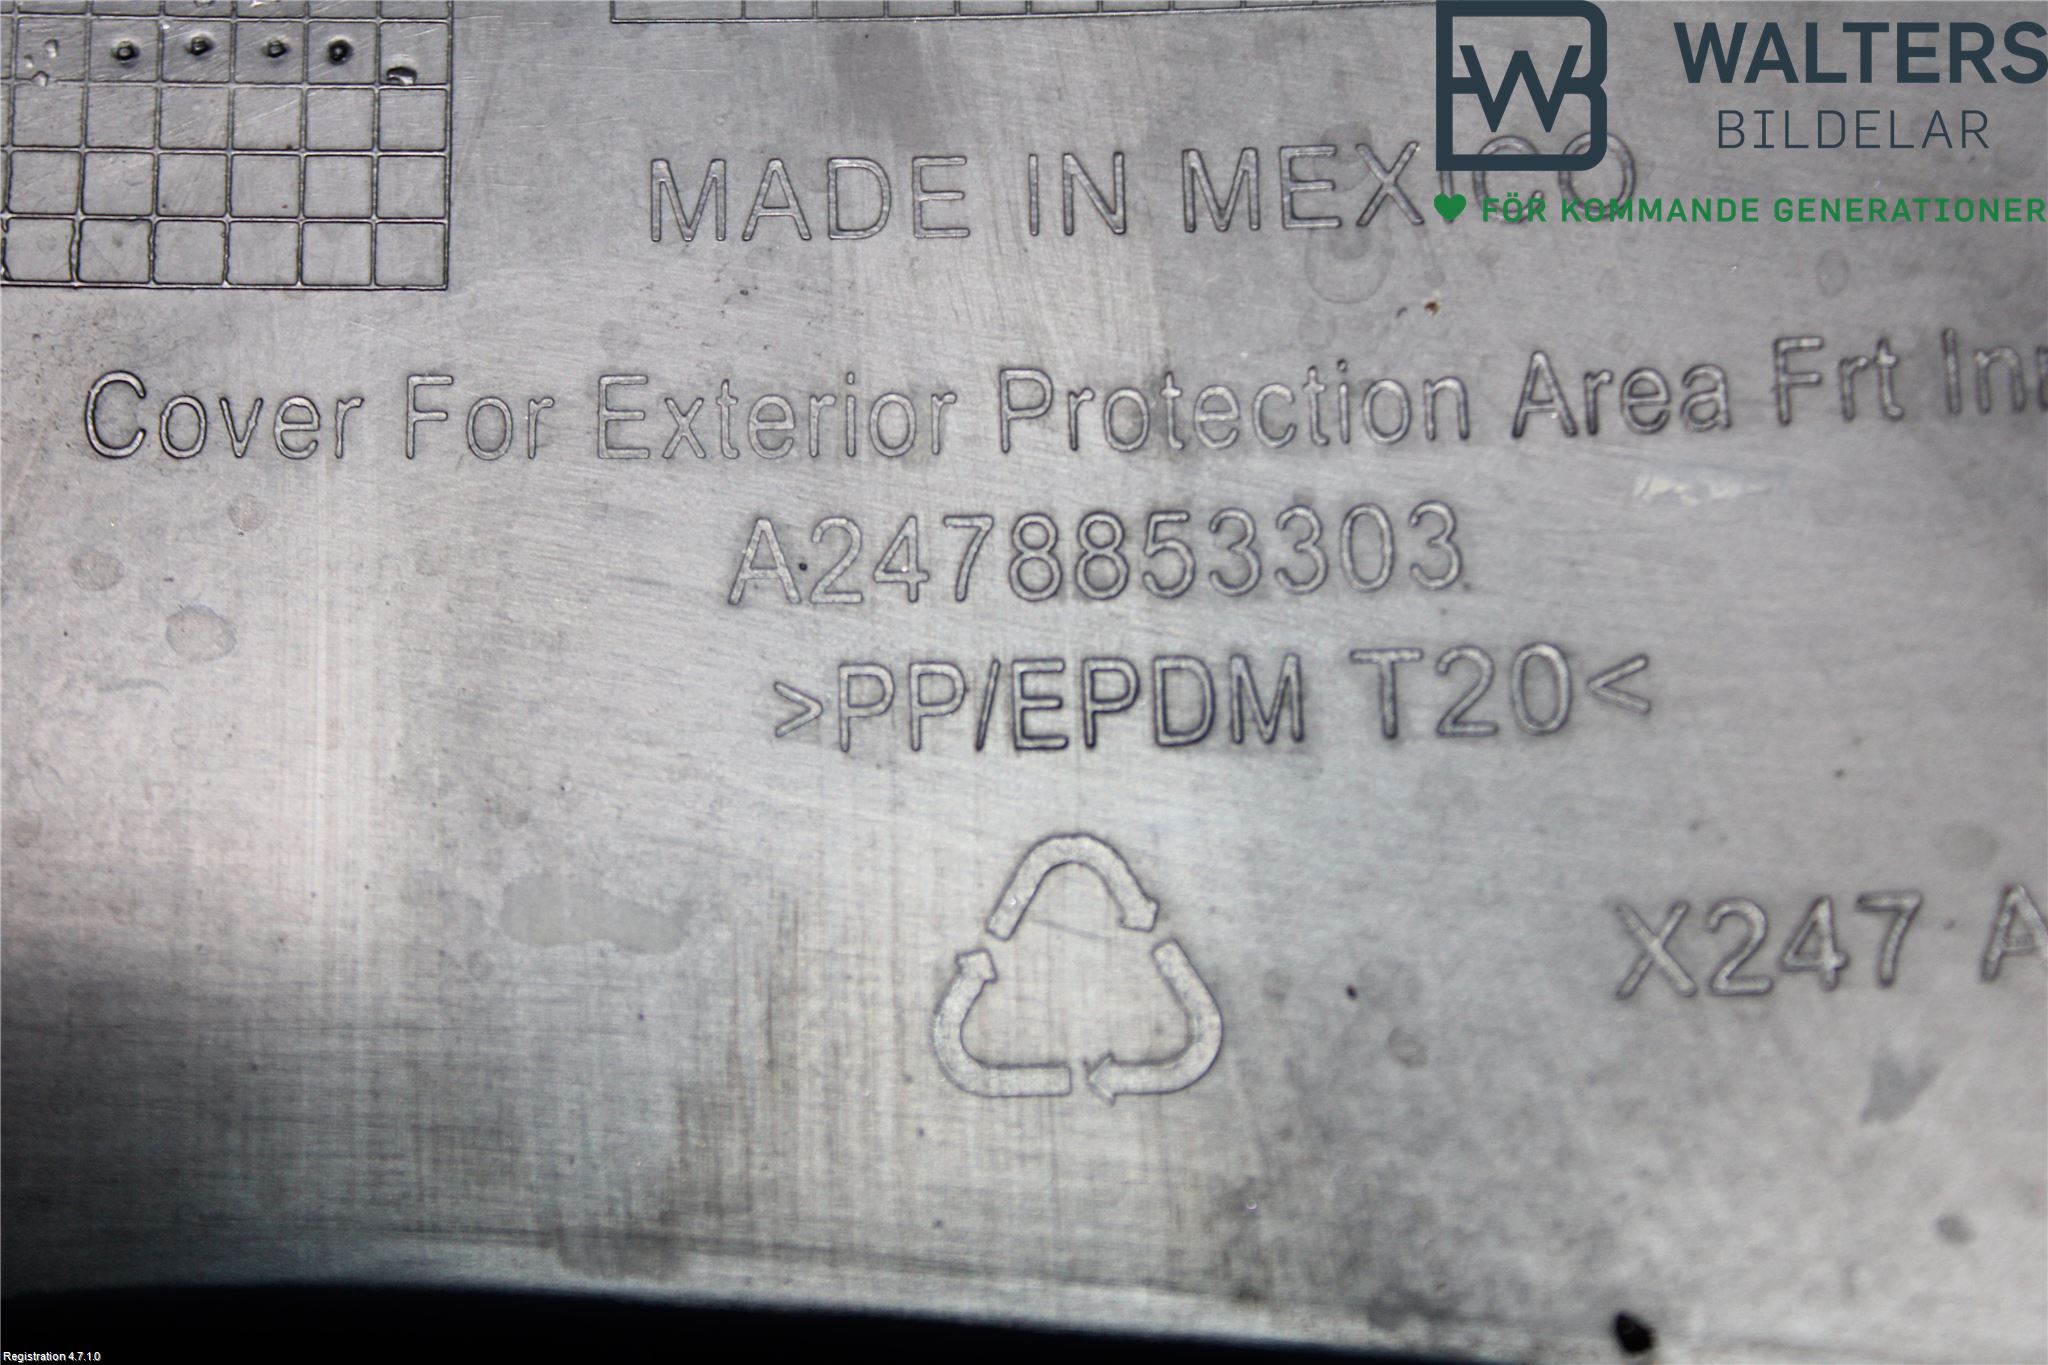 WALTERS
BILDELAR
FÖR KOMMANDE GENERATIONER
MADE IN MEXICO
Cover For Exterior Protection Area Frt
A2478853303
>PP/EPDM T20<
X247 A
Registration 4.7.1.0